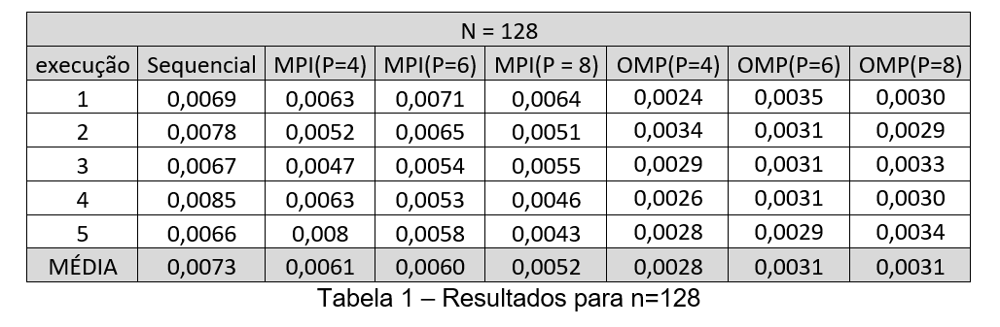 N = 128
execução Sequencial MPI(P=4) MPI(P=6) MPI(P = 8) OMP(P=4) OMP(P=6) OMP(P=8)
1 0,0069 0,0063 0,0071 0,0064 0,0024 0,0035 0,0030
2 0,0078 0,0052 0,0065 0,0051 0,0034 0,0031 0,0029
3 0,0067 0,0047 0,0054 0,0055 0,0029 0,0031 0,0033
4 0,0085 0,0063 0,0053 0,0046 0,0026 0,0031 0,0030
5 0,0066 0,008 0,0058 0,0043 0,0028 0,0029 0,0034
MÉDIA 0,0073 0,0061 0,0060 0,0052 0,0028 0,0031 0,0031
Tabela 1 – Resultados para n=128